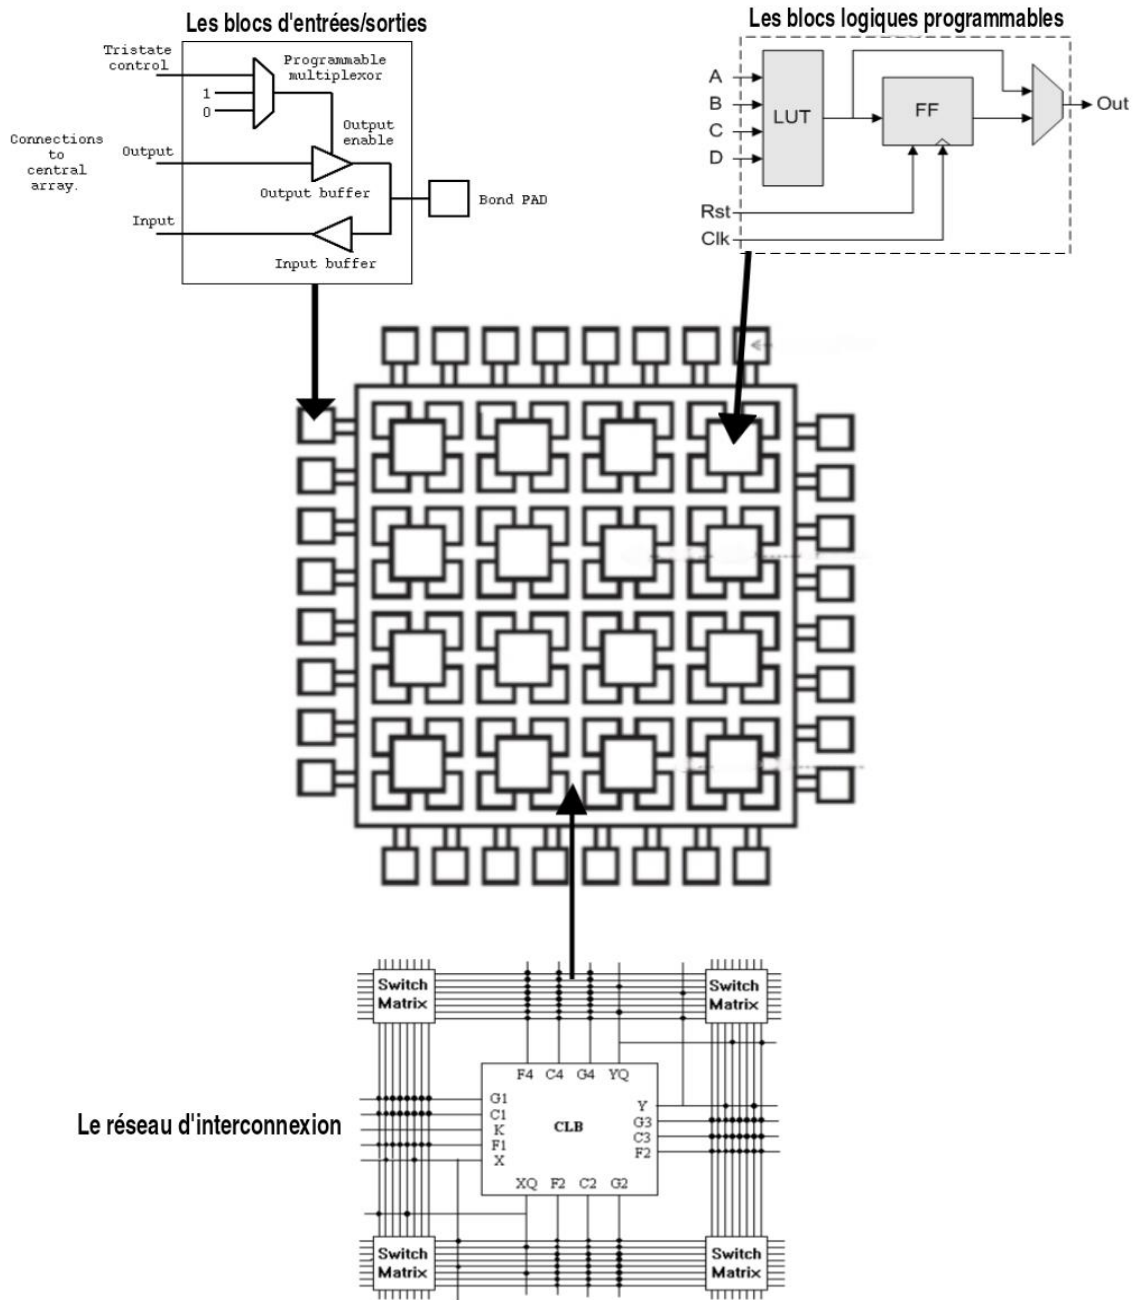 Les blocs d'entrées/sorties
Tristate
control
Programmable
multiplexor
1
0
Output
enable
Connections
to
central
array.
Output
Output buffer
Bond PAD
Input
Input buffer
Les blocs logiques programmables
A
B
C
D
LUT
FF
Out
Rst
Clk
Switch
Matrix
Switch
Matrix
F4 C4 G4 YQ
G1
C1
K
F1
X
CLB
Y
G3
C3
F2
XQ F2 C2 G2
Le réseau d'interconnexion
Switch
Matrix
Switch
Matrix